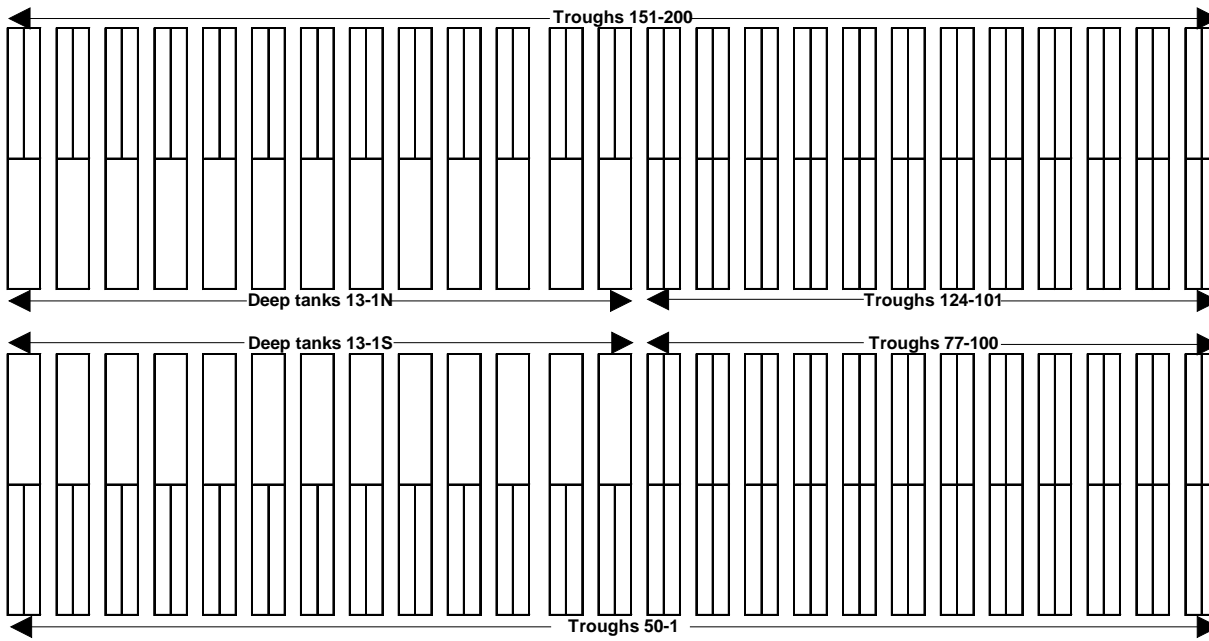 Troughs 151-200
Deep tanks 13-1N
Troughs 124-101
Deep tanks 13-1S
Troughs 77-100
Troughs 50-1